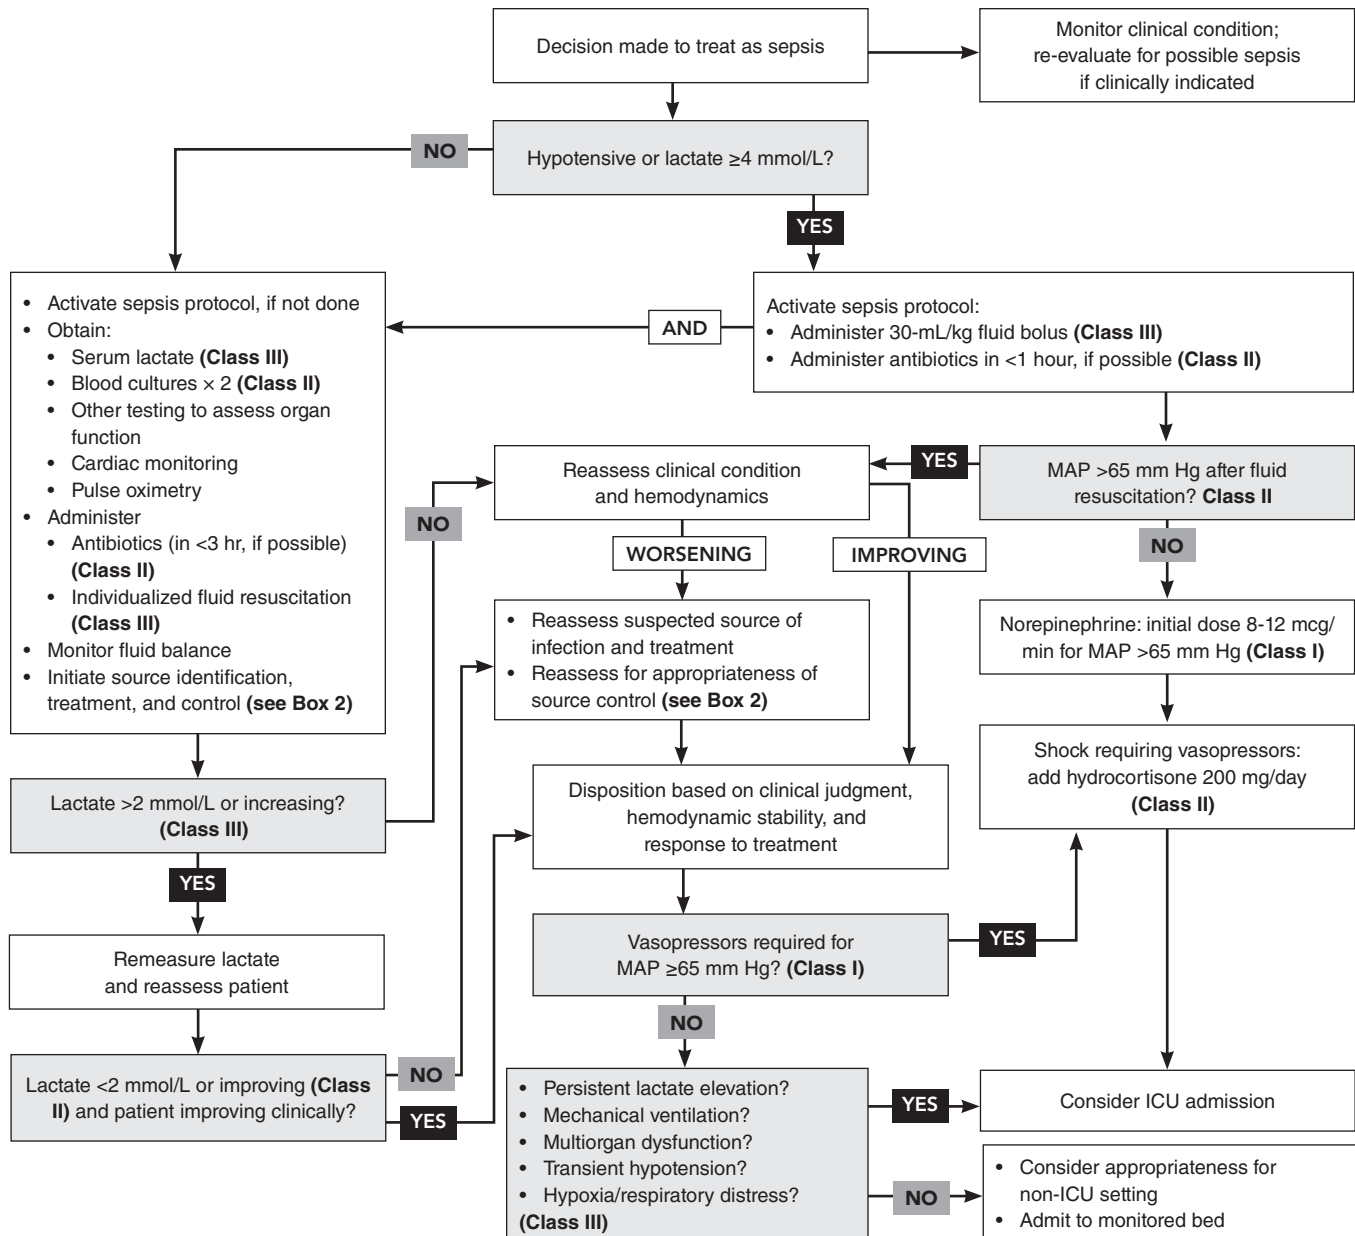 Decision made to treat as sepsis
Monitor clinical condition;
re-evaluate for possible sepsis
if clinically indicated
Hypotensive or lactate ≥4 mmol/L?
NO
YES
• Activate sepsis protocol, if not done
• Obtain:
• Serum lactate (Class III)
• Blood cultures × 2 (Class II)
• Other testing to assess organ
function
• Cardiac monitoring
• Pulse oximetry
• Administer
• Antibiotics (in <3 hr, if possible)
(Class II)
• Individualized fluid resuscitation
(Class III)
• Monitor fluid balance
• Initiate source identification,
treatment, and control (see Box 2)
AND
Activate sepsis protocol:
• Administer 30-mL/kg fluid bolus (Class III)
• Administer antibiotics in <1 hour, if possible (Class II)
Reassess clinical condition
and hemodynamics
YES
MAP >65 mm Hg after fluid
resuscitation? Class II
NO
WORSENING
IMPROVING
NO
• Reassess suspected source of
infection and treatment
• Reassess for appropriateness of
source control (see Box 2)
Norepinephrine: initial dose 8-12 mcg/
min for MAP >65 mm Hg (Class I)
Shock requiring vasopressors:
add hydrocortisone 200 mg/day
(Class II)
Lactate >2 mmol/L or increasing?
(Class III)
Disposition based on clinical judgment,
hemodynamic stability, and
response to treatment
YES
Remeasure lactate
and reassess patient
Vasopressors required for
MAP ≥65 mm Hg? (Class I)
YES
NO
Lactate <2 mmol/L or improving (Class
II) and patient improving clinically?
NO
YES
• Persistent lactate elevation?
• Mechanical ventilation?
• Multiorgan dysfunction?
• Transient hypotension?
• Hypoxia/respiratory distress?
(Class III)
YES
Consider ICU admission
NO
• Consider appropriateness for
non-ICU setting
• Admit to monitored bed